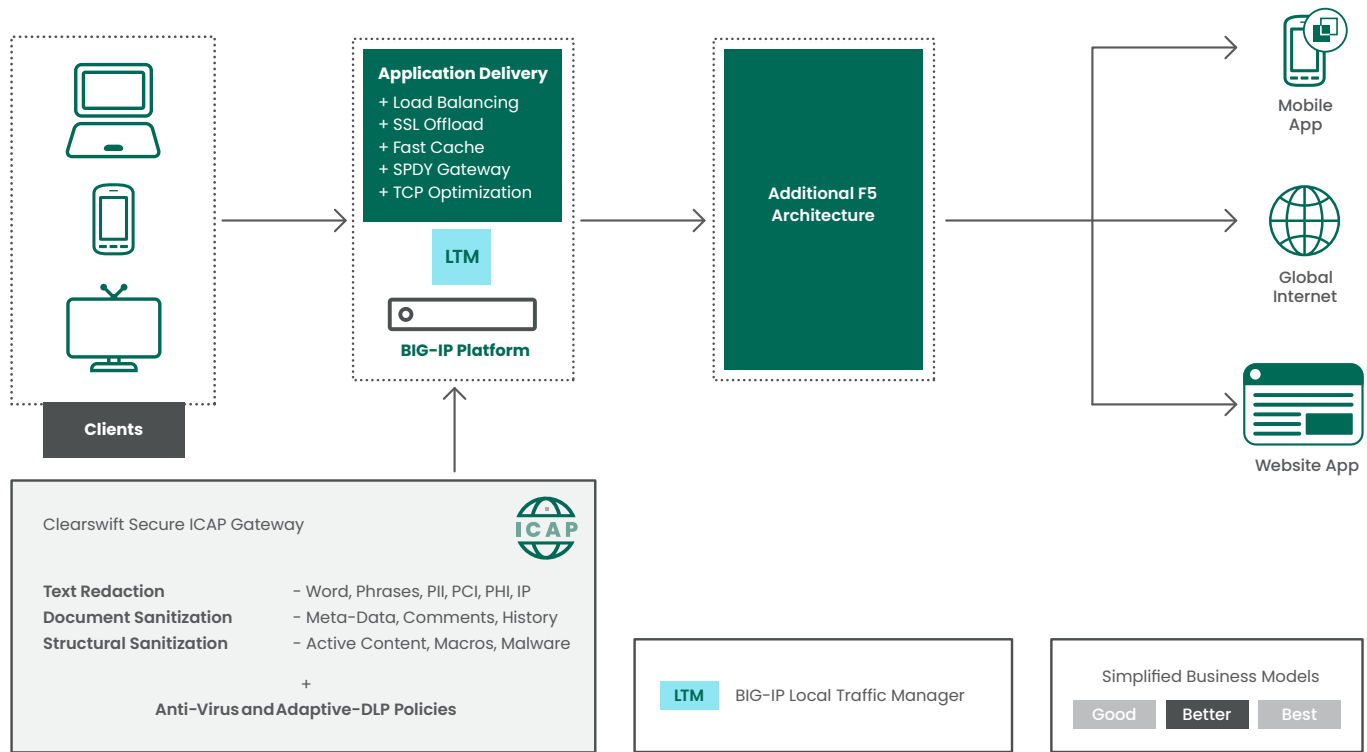 Application Delivery
+ Load Balancing
+ SSL Offload
+ Fast Cache
+ SPDY Gateway
+ TCP Optimization
LTM
BIG-IP Platform
Additional F5
Architecture
Mobile
App
Global
Internet
Website App
Clients
Clearswift Secure ICAP Gateway
ICAP
Text Redaction - Word, Phrases, PII, PCI, PHI, IP
Document Sanitization - Meta-Data, Comments, History
Structural Sanitization - Active Content, Macros, Malware
+
Anti-Virus and Adaptive-DLP Policies
LTM BIG-IP Local Traffic Manager
Simplified Business Models
Good Better Best